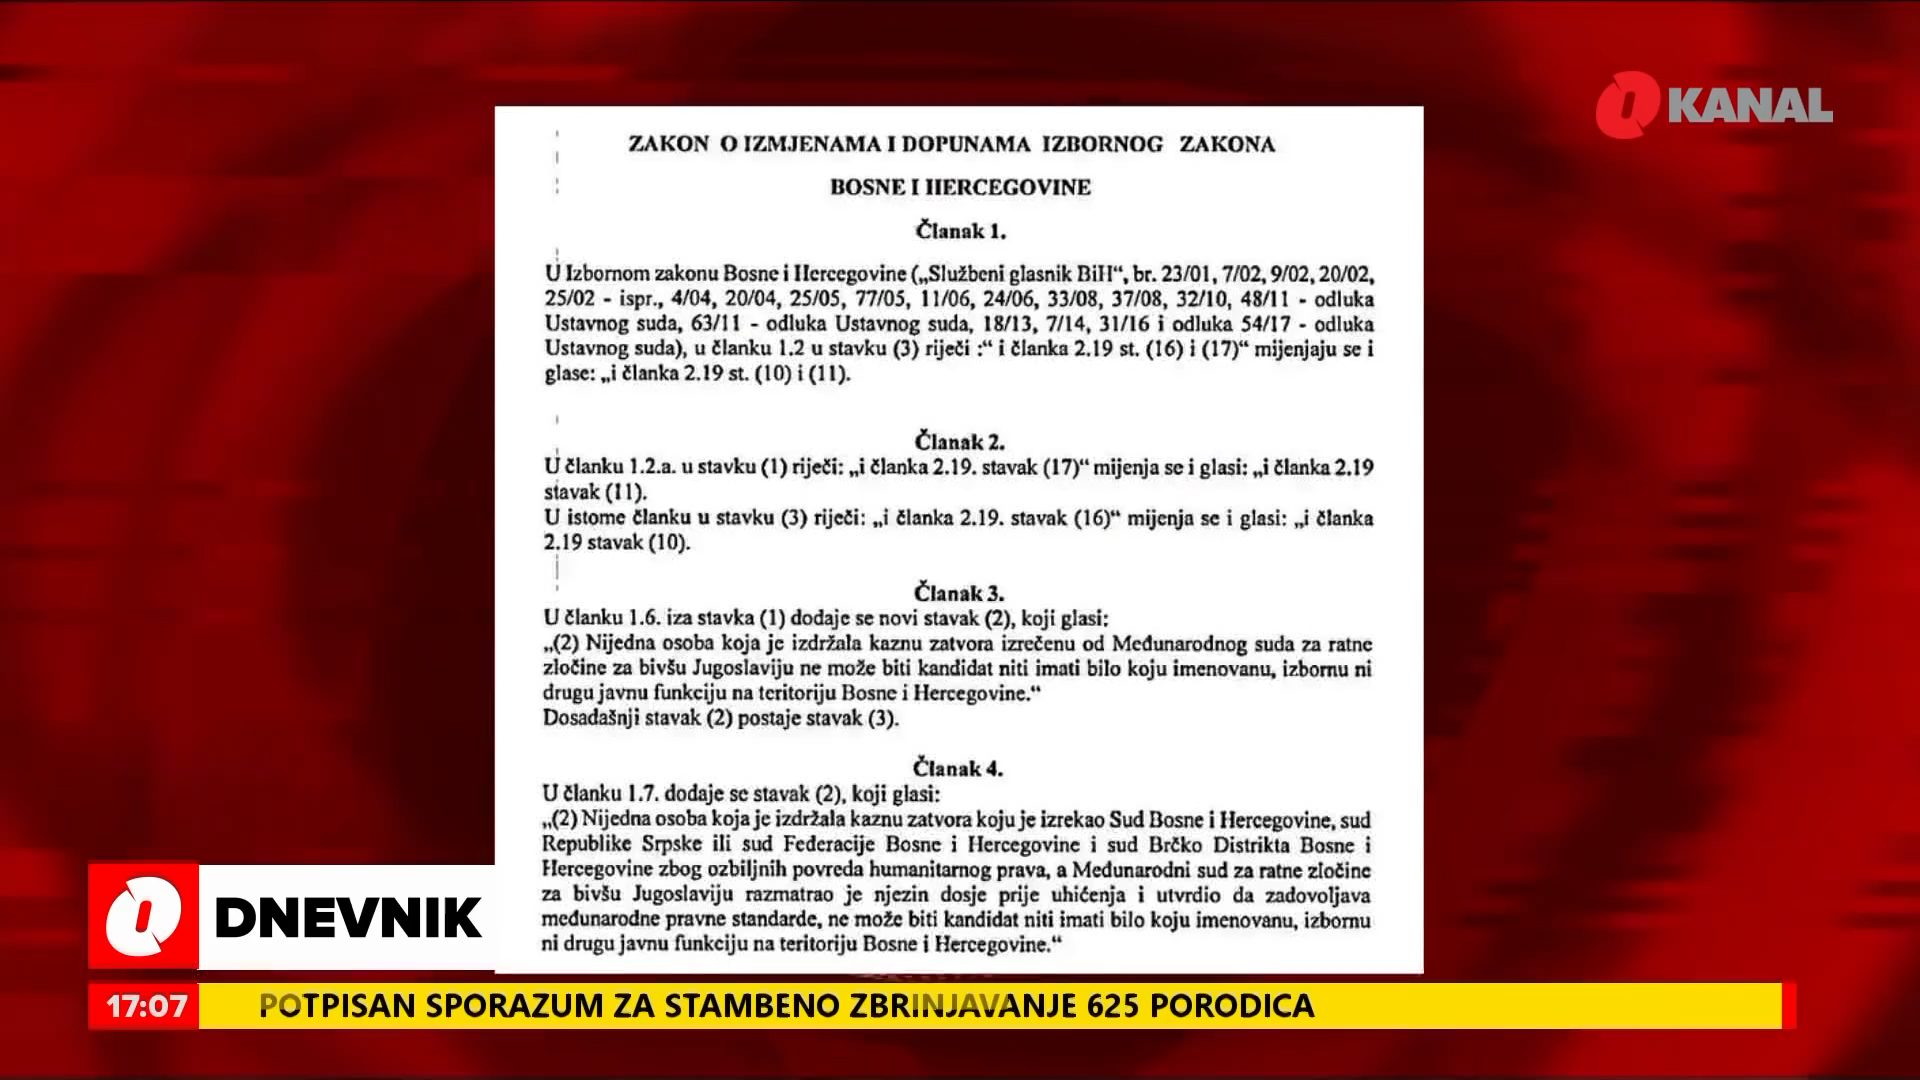 O KANAL
ZAKON O IZMJENAMA I DOPUNAMA IZBORNOG ZAKONA
BOSNE I HERCEGOVINE
Članak 1.
U Izbornom zakonu Bosne i Hercegovine („Službeni glasnik BiH“, br. 23/01, 7/02, 9/02, 20/02,
25/02 - ispr., 4/04, 20/04, 25/05, 77/05, 11/06, 24/06, 33/08, 37/08, 32/10, 48/11 - odluka
Ustavnog suda, 63/11 - odluka Ustavnog suda, 18/13, 7/14, 31/16 i odluka 54/17 - odluka
Ustavnog suda), u članku 1.2 u stavku (3) riječi :“ i članka 2.19 st. (16) i (17)“ mijenjaju se i
glase: „i članka 2.19 st. (10) i (11).
Članak 2.
U članku 1.2.a. u stavku (1) riječi: „i članka 2.19. stavak (17)“ mijenja se i glasi: „i članka 2.19
stavak (11).
U istome članku u stavku (3) riječi: „i članka 2.19. stavak (16)“ mijenja se i glasi: „i članka
2.19 stavak (10).
Članak 3.
U članku 1.6. iza stavka (1) dodaje se novi stavak (2), koji glasi:
„(2) Nijedna osoba koja je izdržala kaznu zatvora izrečenu od Međunarodnog suda za ratne
zločine za bivšu Jugoslaviju ne može biti kandidat niti imati bilo koju imenovanu, izbornu ni
drugu javnu funkciju na teritoriju Bosne i Hercegovine.“
Dosadašnji stavak (2) postaje stavak (3).
Članak 4.
U članku 1.7. dodaje se stavak (2), koji glasi:
„(2) Nijedna osoba koja je izdržala kaznu zatvora koju je izrekao Sud Bosne i Hercegovine, sud
Republike Srpske ili sud Federacije Bosne i Hercegovine i sud Brčko Distrikta Bosne i
Hercegovine zbog ozbiljnih povreda humanitarnog prava, a Međunarodni sud za ratne zločine
za bivšu Jugoslaviju razmatrao je njezin dosje prije uhićenja i utvrdio da zadovoljava
međunarodne pravne standarde, ne može biti kandidat niti imati bilo koju imenovanu, izbornu
ni drugu javnu funkciju na teritoriju Bosne i Hercegovine.“
O DNEVNIK
17:07 POTPISAN SPORAZUM ZA STAMBENO ZBRINJAVANJE 625 PORODICA